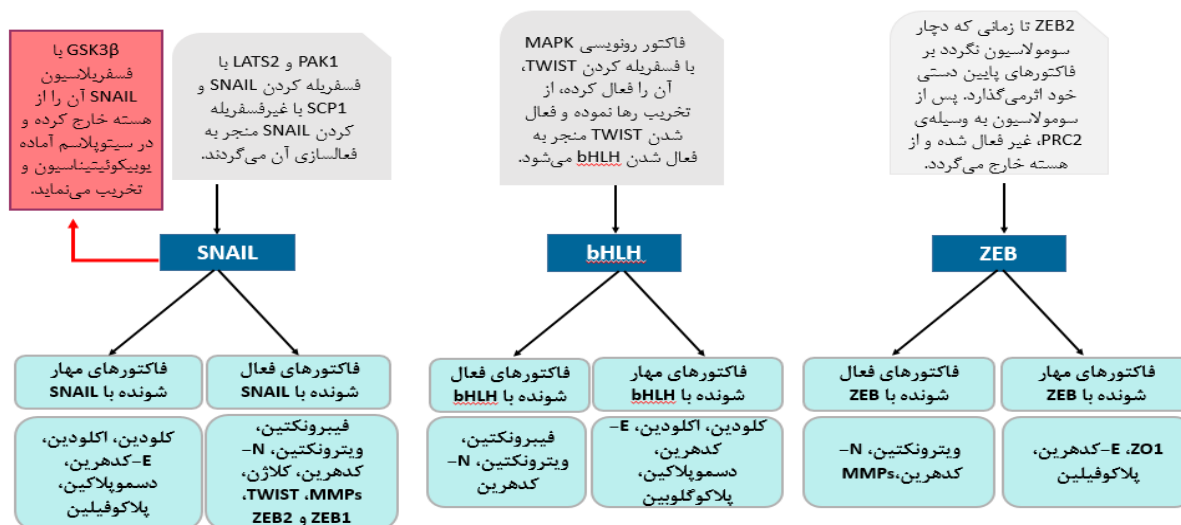 GSK3β با
فسفریلاسیون
SNAIL آن را از
هسته خارج کرده و
در سیتوپلاسم آماده
یوبیکوئیتیناسیون و
تخریب می‌نماید.
PAK1 و LATS2 با
فسفریله کردن SNAIL و
SCP1 با غیرفسفریله
کردن SNAIL منجر به
فعالسازی آن می‌گردند.
فاکتور رونویسی MAPK
با فسفریله کردن TWIST،
آن را فعال کرده، از
تخریب رها نموده و فعال
شدن TWIST منجر به
فعال شدن bHLH می‌شود.
ZEB2 تا زمانی که دچار
سومولاسیون نگردد بر
فاکتورهای پایین دستی
خود اثرمی‌گذارد. پس از
سومولاسیون به وسیله‌ی
PRC2، غیر فعال شده و از
هسته خارج می‌گردد.
SNAIL
bHLH
ZEB
فاکتورهای مهار
شونده با SNAIL
فاکتورهای فعال
شونده با SNAIL
فاکتورهای فعال
شونده با bHLH
فاکتورهای مهار
شونده با bHLH
فاکتورهای فعال
شونده با ZEB
فاکتورهای مهار
شونده با ZEB
کلودین، اکلودین،
E-کدهرین،
دسموپلاکین،
پلاکوفیلین
فیبرونکتین،
ویترونکتین، N-
کدهرین، کلاژن،
MMPs، TWIST،
ZEB1 و ZEB2
فیبرونکتین،
ویترونکتین، N-
کدهرین
کلودین، اکلودین، E-
کدهرین،
دسموپلاکین،
پلاکوگلوبین
ویترونکتین، N-
کدهرین،MMPs
ZO1، E-کدهرین،
پلاکوفیلین